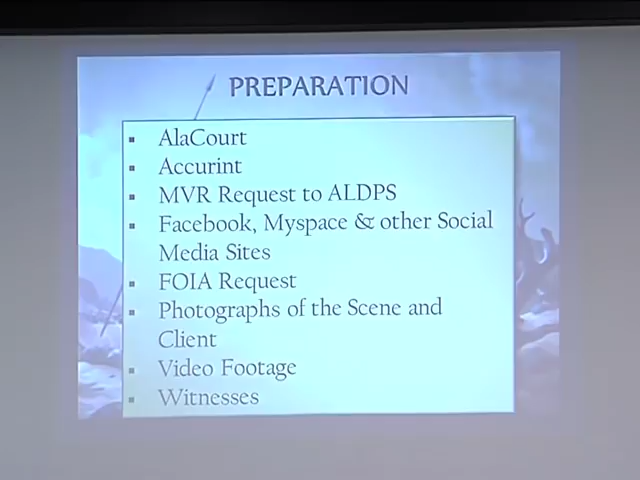 PREPARATION
▪ AlaCourt
▪ Accurint
▪ MVR Request to ALDPS
▪ Facebook, Myspace & other Social
Media Sites
▪ FOIA Request
▪ Photographs of the Scene and
Client
▪ Video Footage
▪ Witnesses